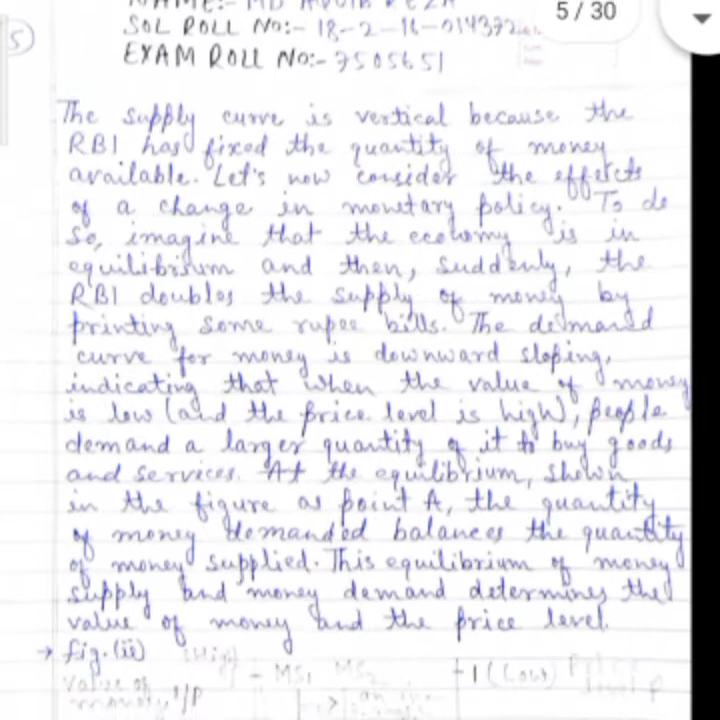 5 / 30
5
SOL ROLL No:- 18-2-16-014372
EXAM ROLL No:- 7505651
The supply curve is vertical because the
RBI has fixed the quantity of money
available. Let's now consider the effefcts
of a change in monetary policy. To do
so, imagine that the economy is in
equilibrium and then, suddenly, the
RBI doubles the supply of money by
printing some rupee bills. The demand
curve for money is downward sloping,
indicating that when the value of money
is low (and the price level is high), people
demand a larger quantity of it to buy goods
and services. At the equilibrium, shown
in the figure as point A, the quantity
of money demanded balances the quantity
of money supplied. This equilibrium of money
supply and money demand determines the
value of money and the price level.
→ fig.(ii)
(High) MS1 MS2 1 (Low) Price
value of money, 1/P level P